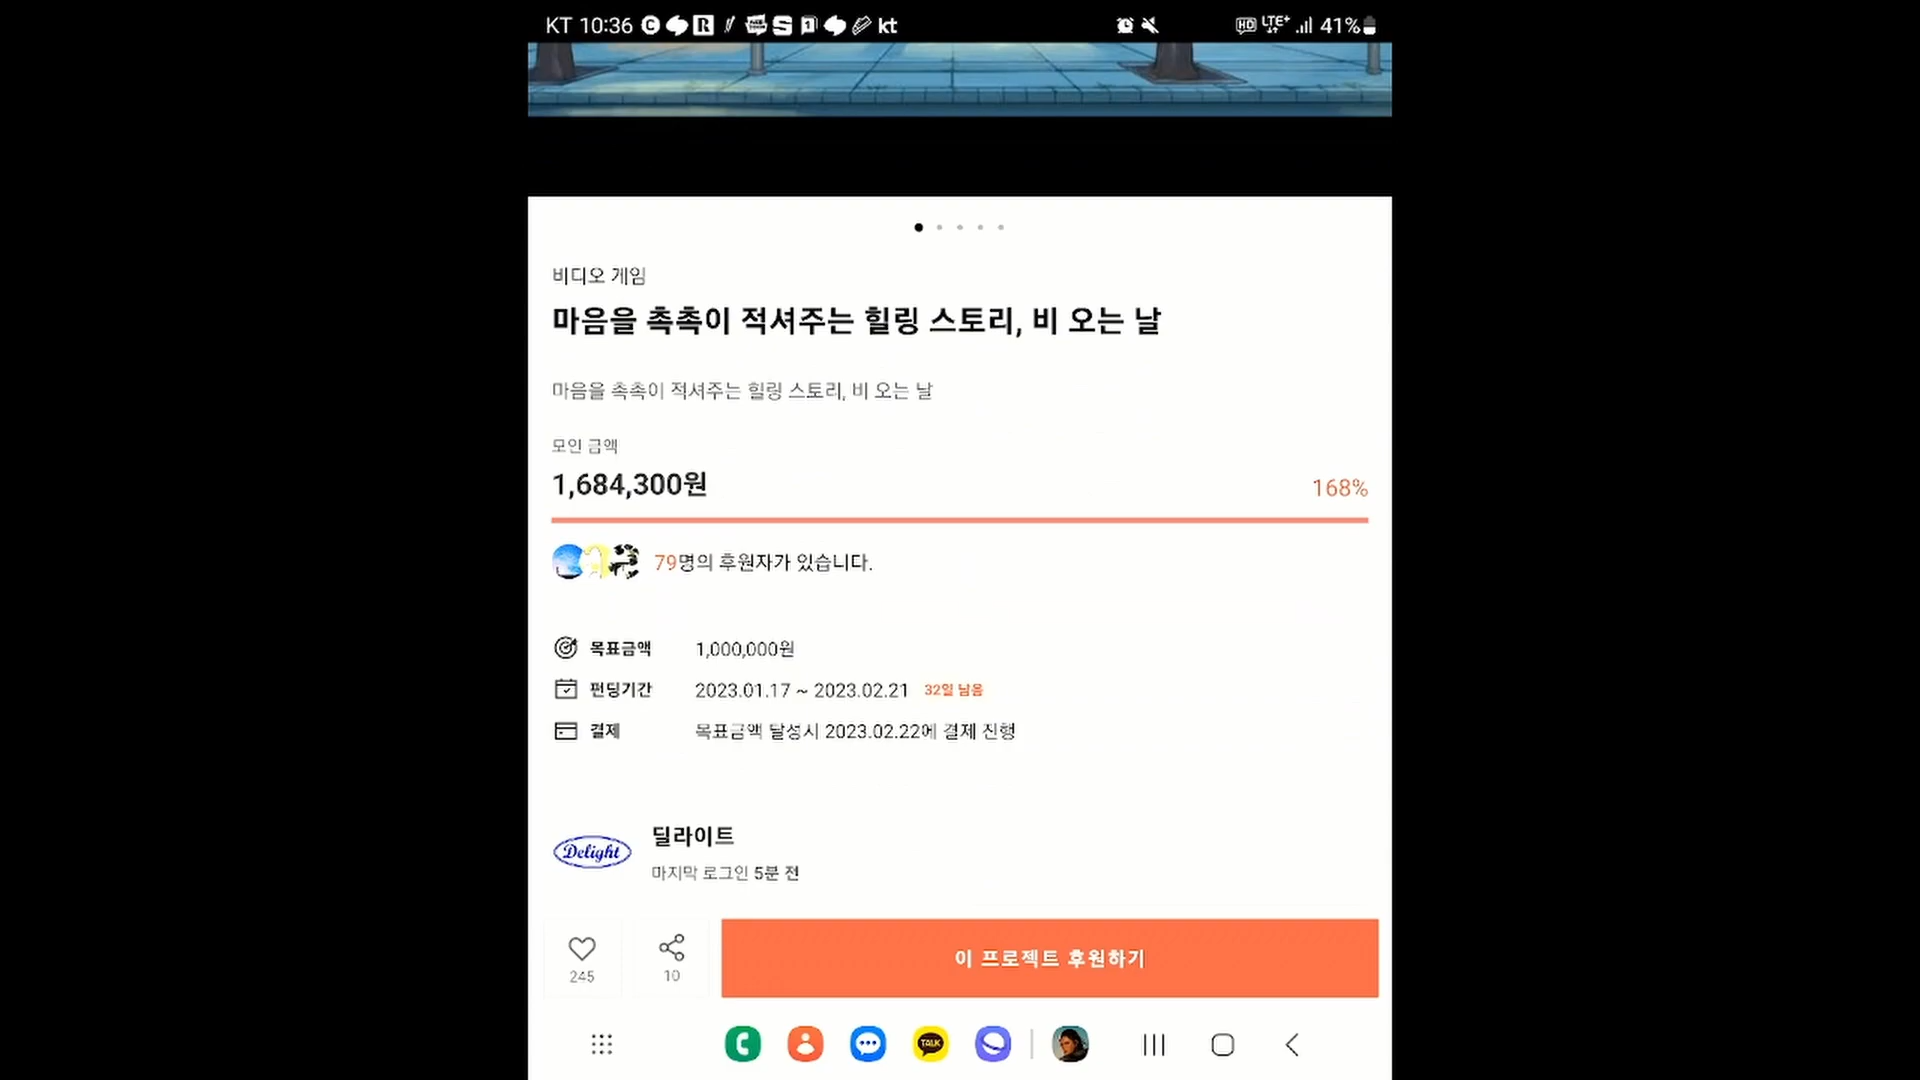 KT 10:36 kt
HD LTE+ 41%
비디오 게임
마음을 촉촉이 적셔주는 힐링 스토리, 비 오는 날
마음을 촉촉이 적셔주는 힐링 스토리, 비 오는 날
모인 금액
1,684,300원
168%
79명의 후원자가 있습니다.
목표금액 1,000,000원
펀딩기간 2023.01.17 ~ 2023.02.21 32일 남음
결제 목표금액 달성시 2023.02.22에 결제 진행
Delight
딜라이트
마지막 로그인 5분 전
245
10
이 프로젝트 후원하기
TALK